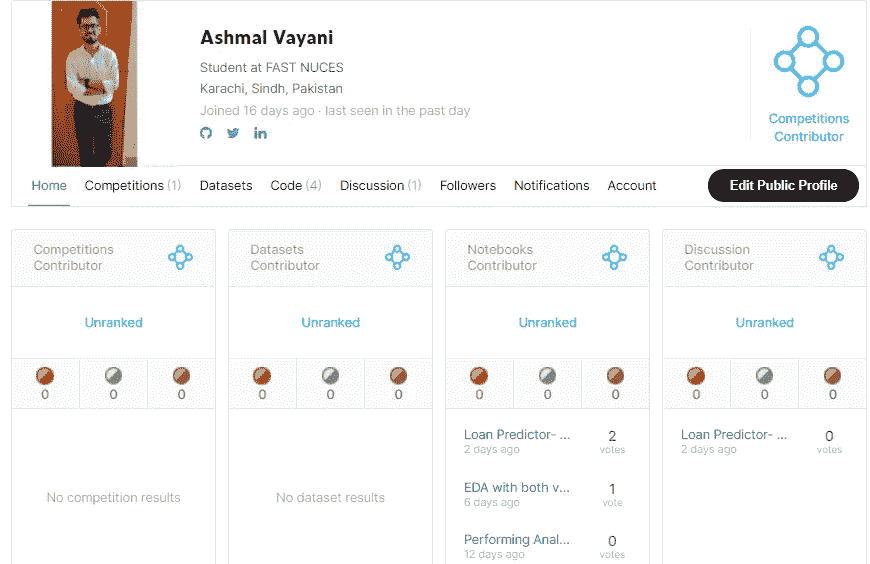 Ashmal Vayani
Student at FAST NUCES
Karachi, Sindh, Pakistan
Joined 16 days ago · last seen in the past day
Competitions
Contributor
Home Competitions (1) Datasets Code (4) Discussion (1) Followers Notifications Account Edit Public Profile
Competitions
Contributor
Unranked
0 0 0
No competition results
Datasets
Contributor
Unranked
0 0 0
No dataset results
Notebooks
Contributor
Unranked
0 0 0
Loan Predictor- ... 2
2 days ago votes
EDA with both v... 1
6 days ago vote
Performing Anal... 0
12 days ago votes
Discussion
Contributor
Unranked
0 0 0
Loan Predictor- ... 0
2 days ago votes